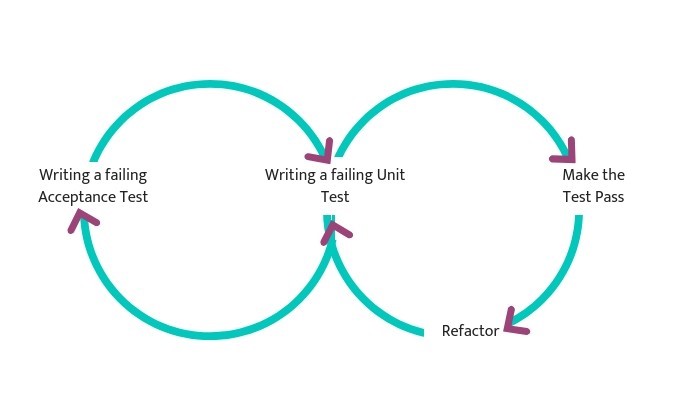 Writing a failing
Acceptance Test
Writing a failing Unit
Test
Make the
Test Pass
Refactor